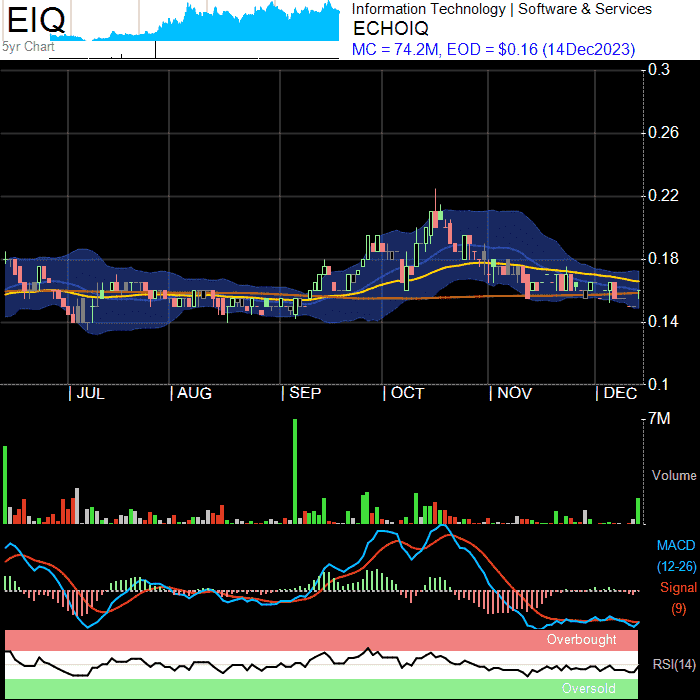 EIQ
5yr Chart
Information Technology | Software & Services
ECHOIQ
MC = 74.2M, EOD = $0.16 (14Dec2023)
0.3
0.26
0.22
0.18
0.14
0.1
| JUL | AUG | SEP | OCT | NOV | DEC
7M
Volume
MACD
(12-26)
Signal
(9)
Overbought
RSI(14)
Oversold